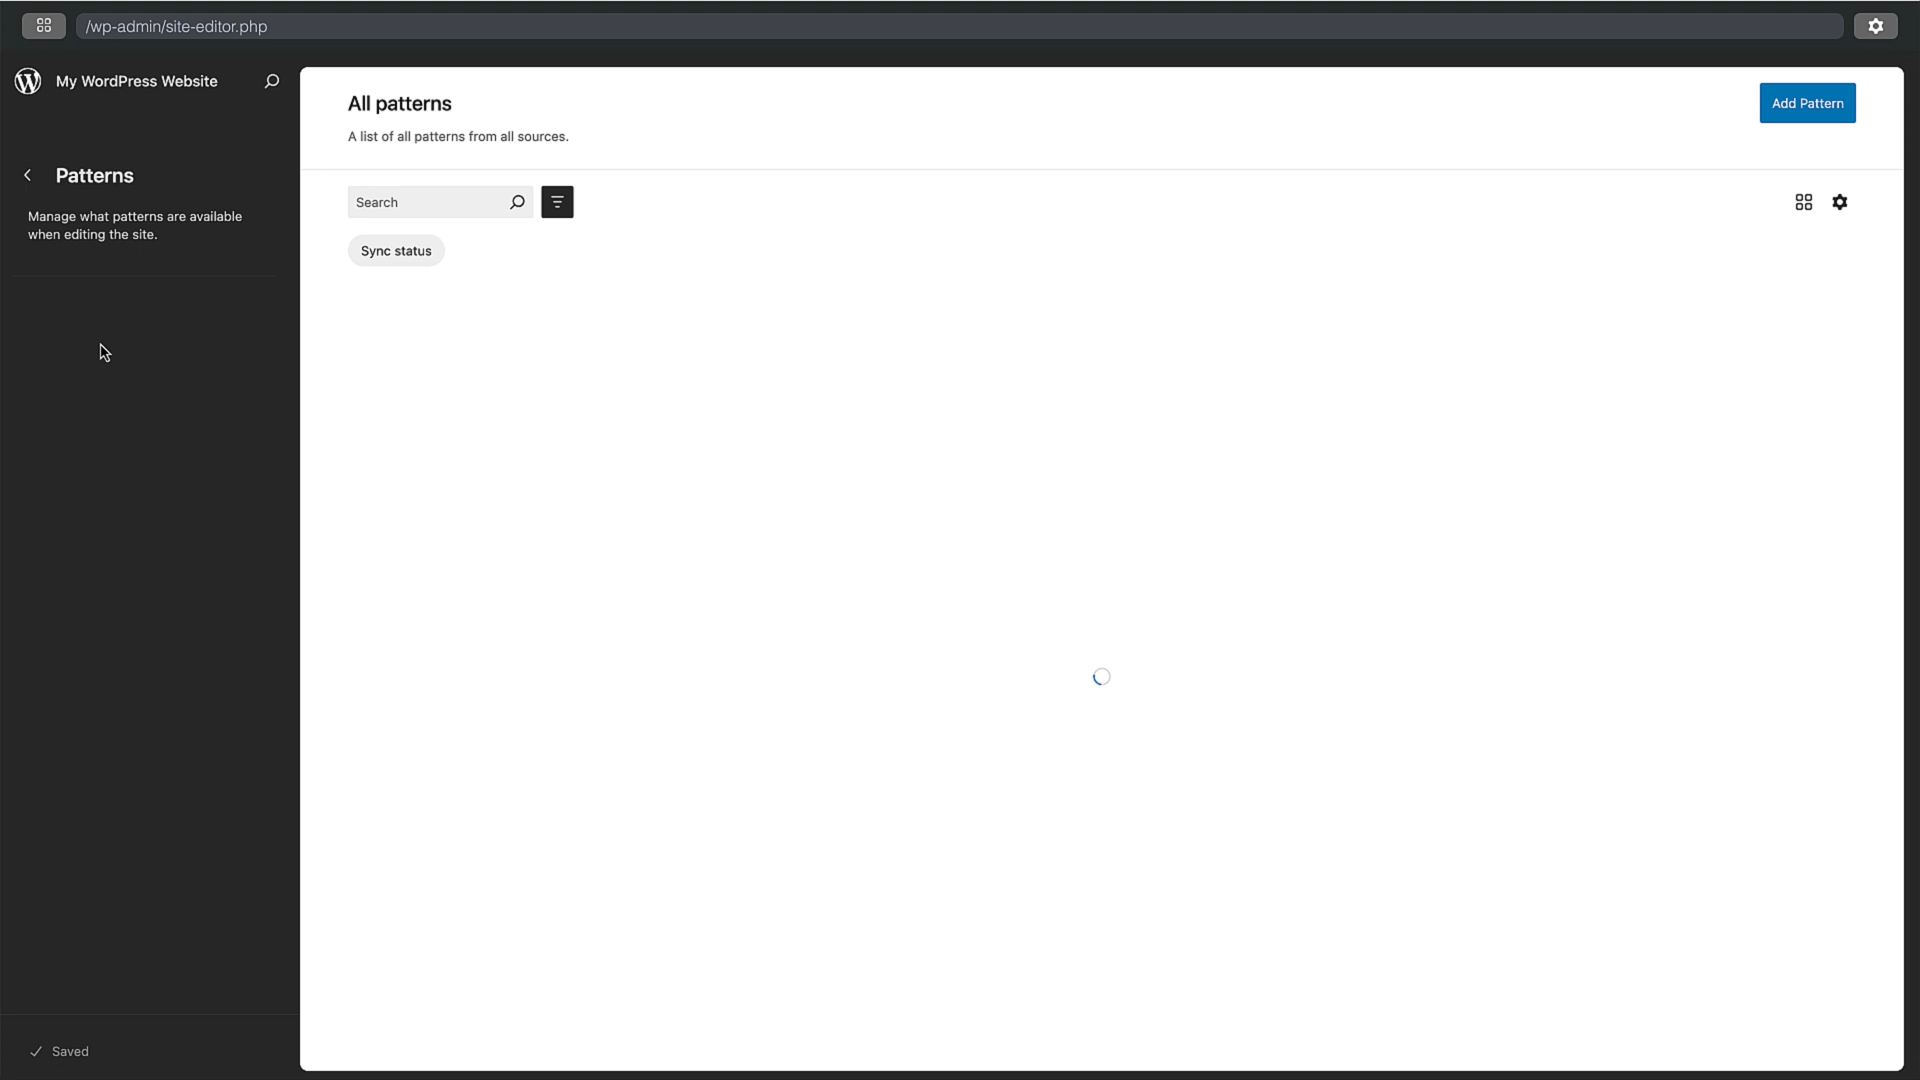 /wp-admin/site-editor.php
My WordPress Website
Patterns
Manage what patterns are available
when editing the site.
Saved
All patterns
A list of all patterns from all sources.
Add Pattern
Search
Sync status